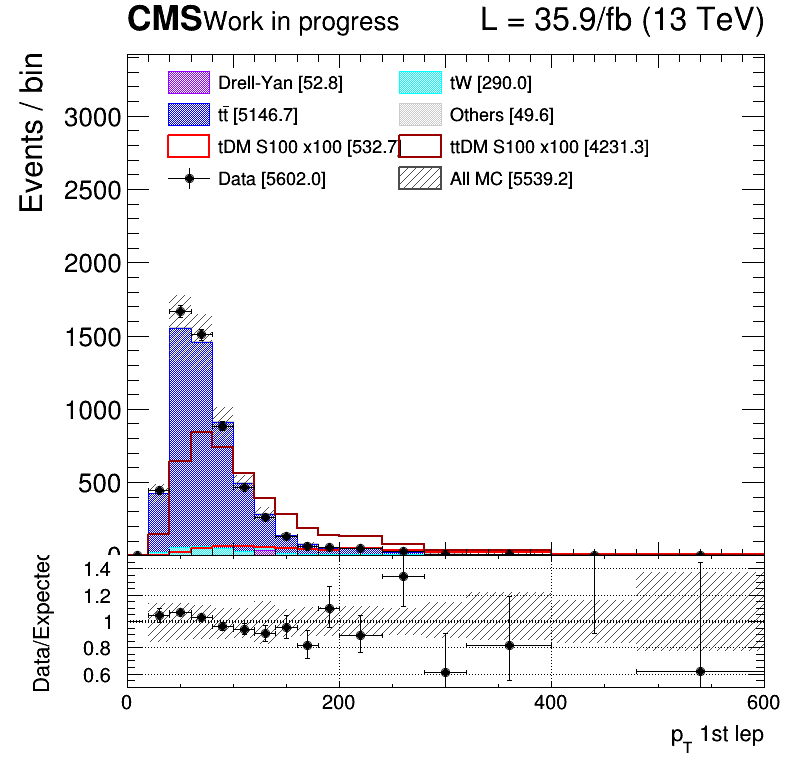 CMS Work in progress L = 35.9/fb (13 TeV)
Events / bin
Drell-Yan [52.8] tW [290.0]
tt̄ [5146.7] Others [49.6]
tDM S100 x100 [532.7] ttDM S100 x100 [4231.3]
Data [5602.0] All MC [5539.2]
3000
2500
2000
1500
1000
500
0
Data/Expected
1.4
1.2
1
0.8
0.6
0 200 400 600
p_T 1st lep